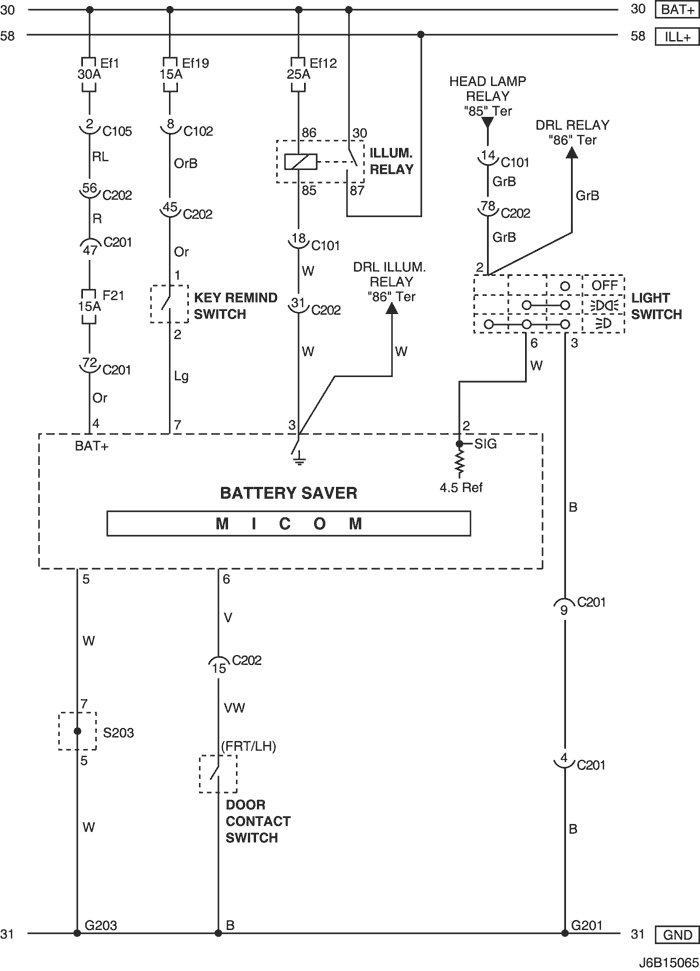 30 30 BAT+
58 58 ILL+
Ef1 Ef19 Ef12
30A 15A 25A
HEAD LAMP
RELAY
"85" Ter
DRL RELAY
"86" Ter
2 C105 8 C102
86 30
ILLUM.
RELAY
85 87
14 C101
RL OrB GrB GrB
56 C202 45 C202 78 C202
R GrB
47 C201 18 C101
Or W
DRL ILLUM.
RELAY
"86" Ter
2
1
OFF
F21
15A
KEY REMIND
SWITCH
31 C202
LIGHT
SWITCH
2 6 3
W W W
72 C201
Lg
Or
4 7 3 2
BAT+ SIG
4.5 Ref
BATTERY SAVER
M I C O M
B
5 6
9 C201
V
W
15 C202
7 VW
S203
5
(FRT/LH)
4 C201
DOOR
CONTACT
SWITCH
W B
31 G203 B G201 31 GND
J6B15065